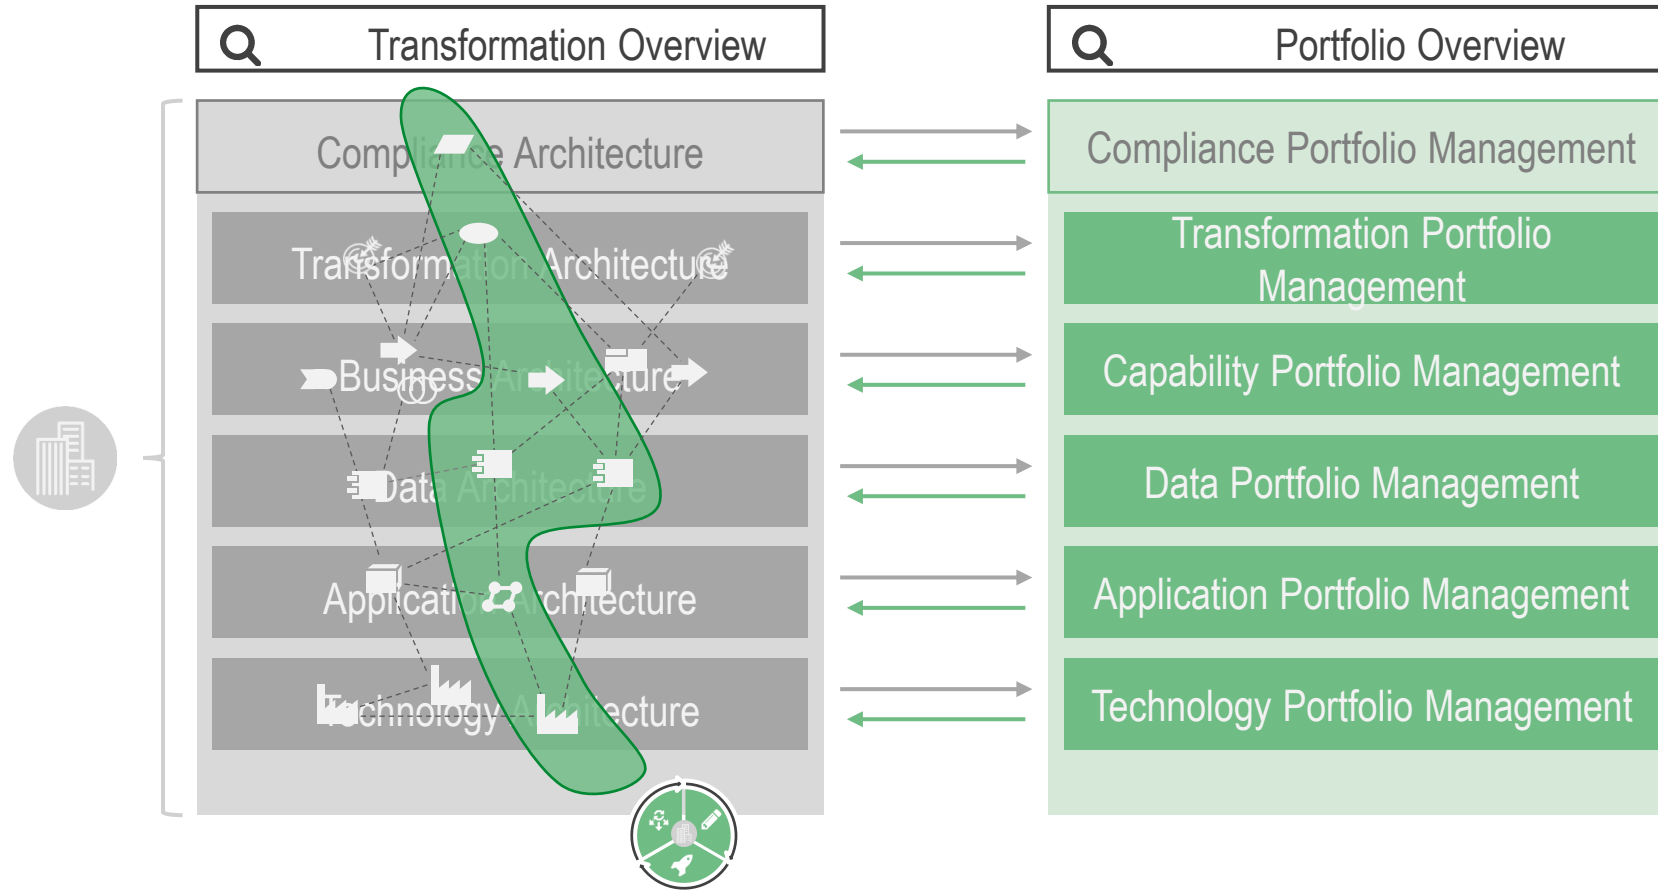 Transformation Overview
Portfolio Overview
Compliance Architecture
Compliance Portfolio Management
Transformation Architecture
Transformation Portfolio
Management
Business Architecture
Capability Portfolio Management
Data Architecture
Data Portfolio Management
Application Architecture
Application Portfolio Management
Technology Architecture
Technology Portfolio Management